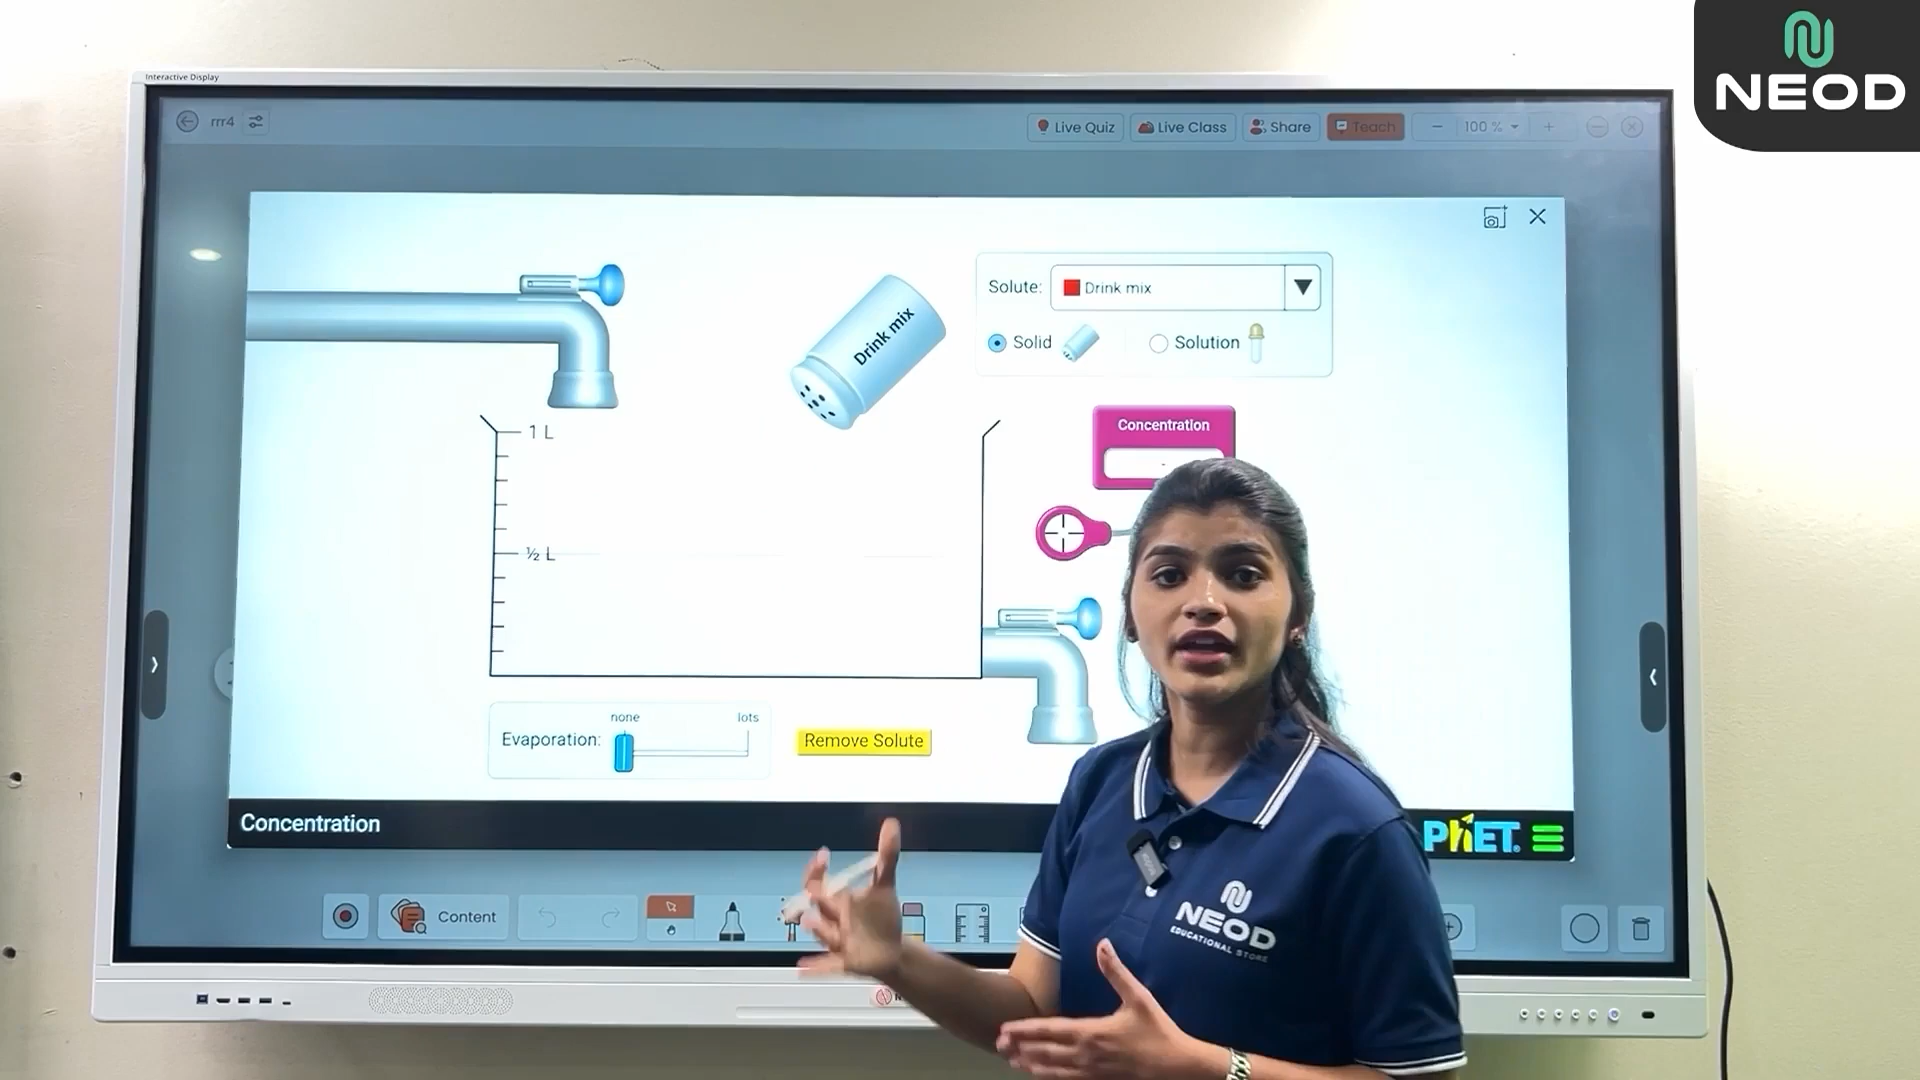 NEOD
Interactive Display
rrr4
Live Quiz
Live Class
Share
Teach
100 %
Solute:
Drink mix
Solid
Solution
Drink mix
Concentration
-
1 L
½ L
Evaporation:
none
lots
Remove Solute
Concentration
PhET
Content
NEOD
EDUCATIONAL STORE